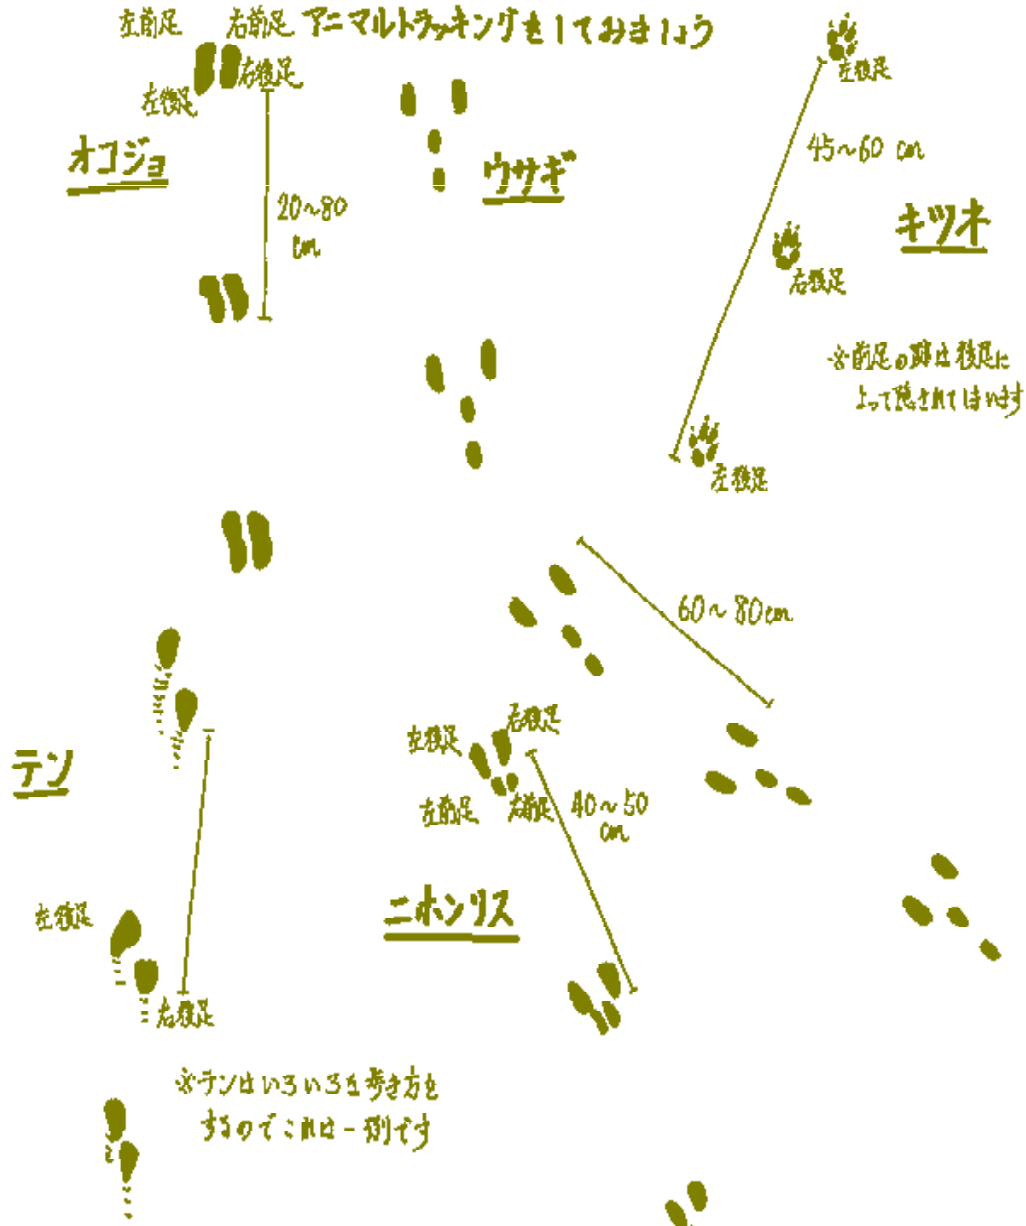 アニマルトラッキングをしてみましょう
左前足
右前足
左後足
右後足
オコジョ
20~80
cm
ウサギ
60~80cm
左後足
45~60 cm
キツネ
右後足
左後足
※前足の跡は後足に
よって隠されてしまいます
テン
左後足
右後足
※テンはいろいろな歩き方を
するのでこれは一例です
左後足
右後足
左前足
右前足
40~50
cm
ニホンリス